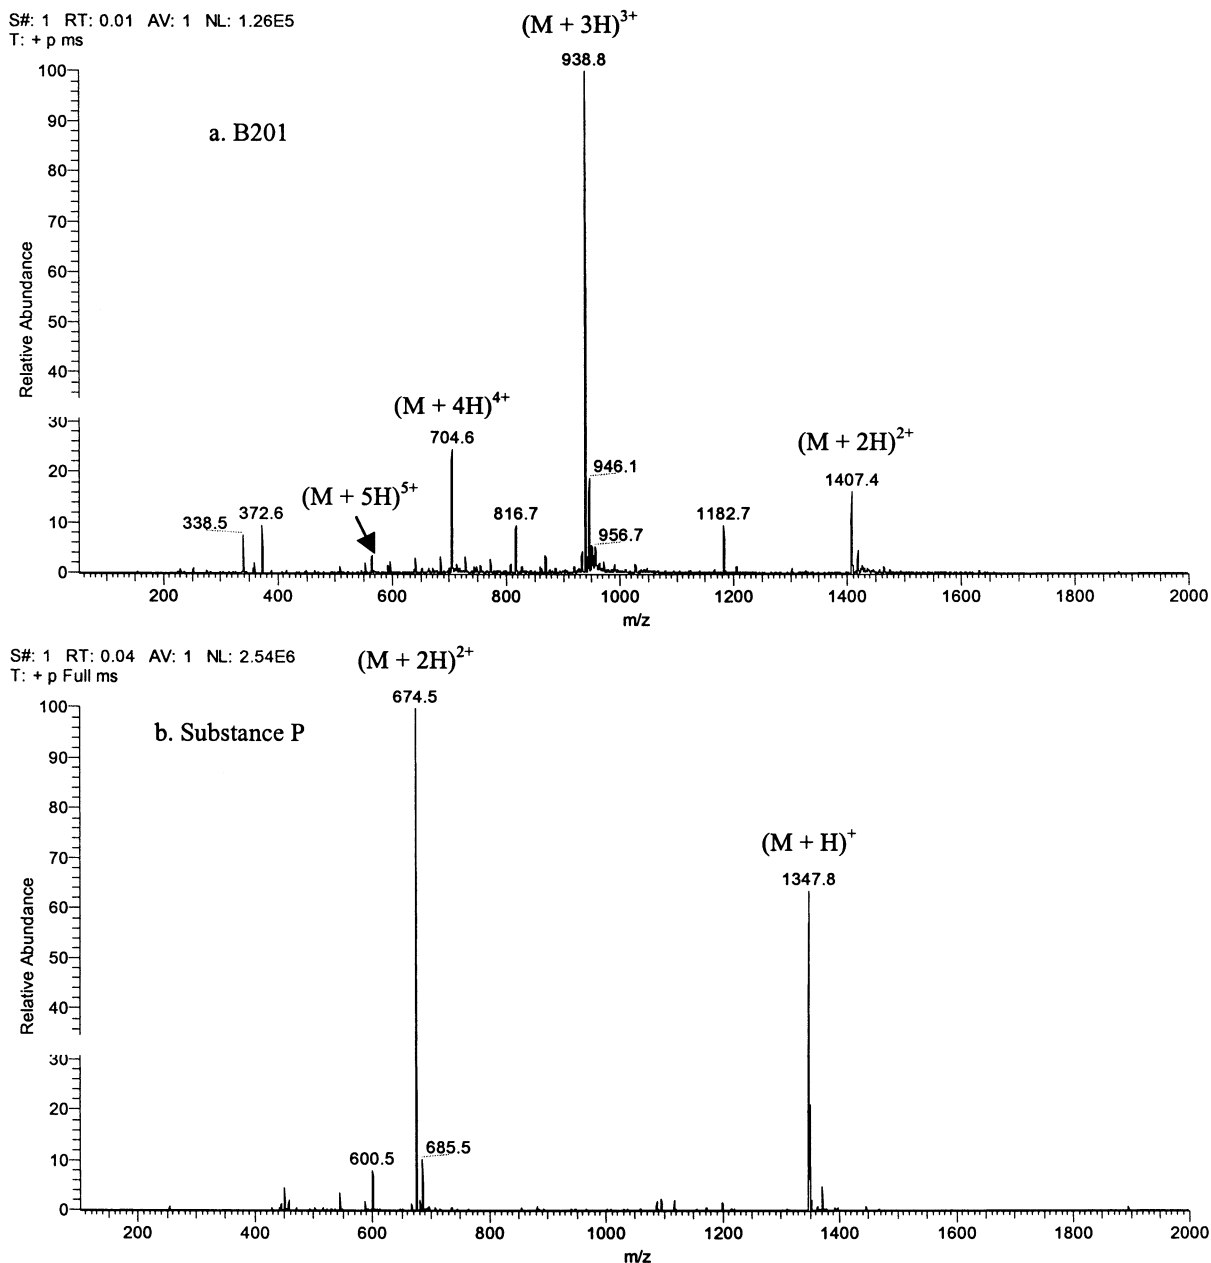 S#: 1 RT: 0.01 AV: 1 NL: 1.26E5
T: + p ms
(M + 3H)3+
938.8
100
a. B201
90
80
70
60
50
40
30
20
10
0
Relative Abundance
(M + 4H)4+
704.6
(M + 5H)5+
338.5
372.6
816.7
946.1
956.7
1182.7
(M + 2H)2+
1407.4
200 400 600 800 1000 1200 1400 1600 1800 2000
m/z
S#: 1 RT: 0.04 AV: 1 NL: 2.54E6
T: + p Full ms
(M + 2H)2+
674.5
100
b. Substance P
90
80
70
60
50
40
30
20
10
0
Relative Abundance
(M + H)+
1347.8
600.5
685.5
200 400 600 800 1000 1200 1400 1600 1800 2000
m/z